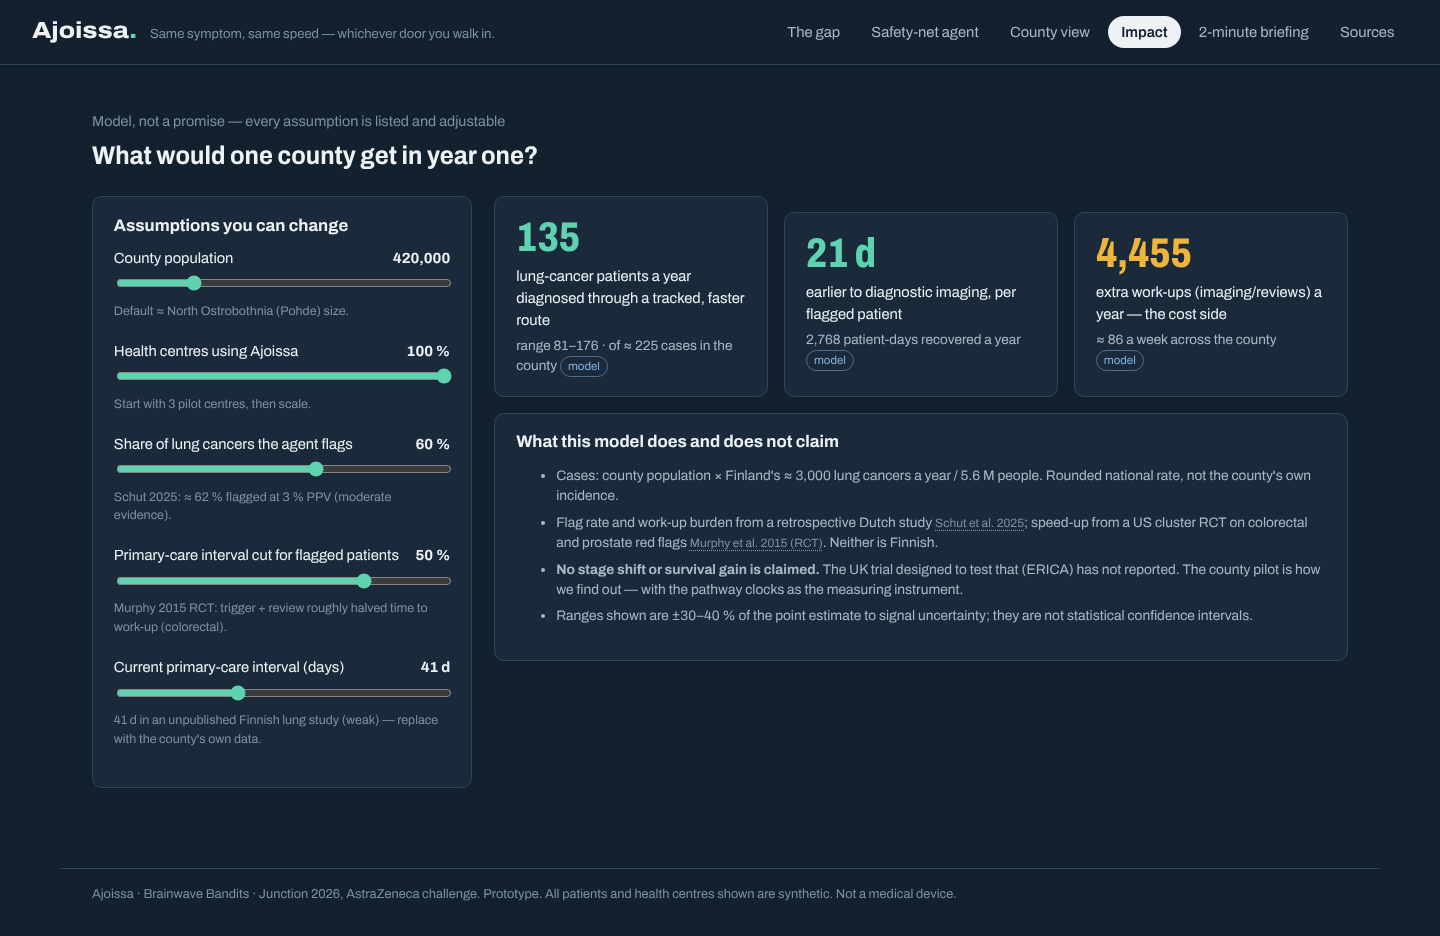 Ajoissa.
Same symptom, same speed — whichever door you walk in.
The gap
Safety-net agent
County view
Impact
2-minute briefing
Sources
Model, not a promise — every assumption is listed and adjustable
What would one county get in year one?
Assumptions you can change
County population 420,000
Default ≈ North Ostrobothnia (Pohde) size.
Health centres using Ajoissa 100 %
Start with 3 pilot centres, then scale.
Share of lung cancers the agent flags 60 %
Schut 2025: ≈ 62 % flagged at 3 % PPV (moderate
evidence).
Primary-care interval cut for flagged patients 50 %
Murphy 2015 RCT: trigger + review roughly halved time to
work-up (colorectal).
Current primary-care interval (days) 41 d
41 d in an unpublished Finnish lung study (weak) — replace
with the county's own data.
135
lung-cancer patients a year
diagnosed through a tracked, faster
route
range 81–176 · of ≈ 225 cases in the
county model
21 d
earlier to diagnostic imaging, per
flagged patient
2,768 patient-days recovered a year
model
4,455
extra work-ups (imaging/reviews) a
year — the cost side
≈ 86 a week across the county
model
What this model does and does not claim
• Cases: county population × Finland's ≈ 3,000 lung cancers a year / 5.6 M people. Rounded national rate, not the county's own
incidence.
• Flag rate and work-up burden from a retrospective Dutch study Schut et al. 2025; speed-up from a US cluster RCT on colorectal
and prostate red flags Murphy et al. 2015 (RCT). Neither is Finnish.
• No stage shift or survival gain is claimed. The UK trial designed to test that (ERICA) has not reported. The county pilot is how
we find out — with the pathway clocks as the measuring instrument.
• Ranges shown are ±30–40 % of the point estimate to signal uncertainty; they are not statistical confidence intervals.
Ajoissa · Brainwave Bandits · Junction 2026, AstraZeneca challenge. Prototype. All patients and health centres shown are synthetic. Not a medical device.